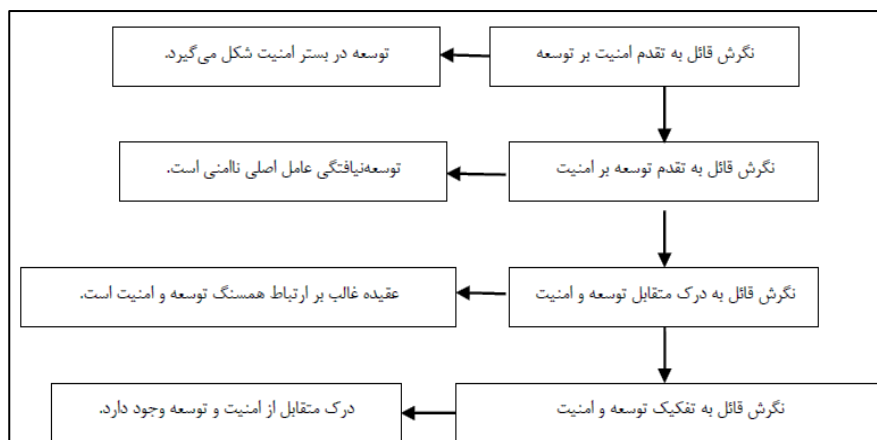 نگرش قائل به تقدم امنیت بر توسعه
توسعه در بستر امنیت شکل می‌گیرد.
نگرش قائل به تقدم توسعه بر امنیت
توسعه‌نیافتگی عامل اصلی ناامنی است.
نگرش قائل به درک متقابل توسعه و امنیت
عقیده غالب بر ارتباط همسنگ توسعه و امنیت است.
نگرش قائل به تفکیک توسعه و امنیت
درک متقابل از امنیت و توسعه وجود دارد.